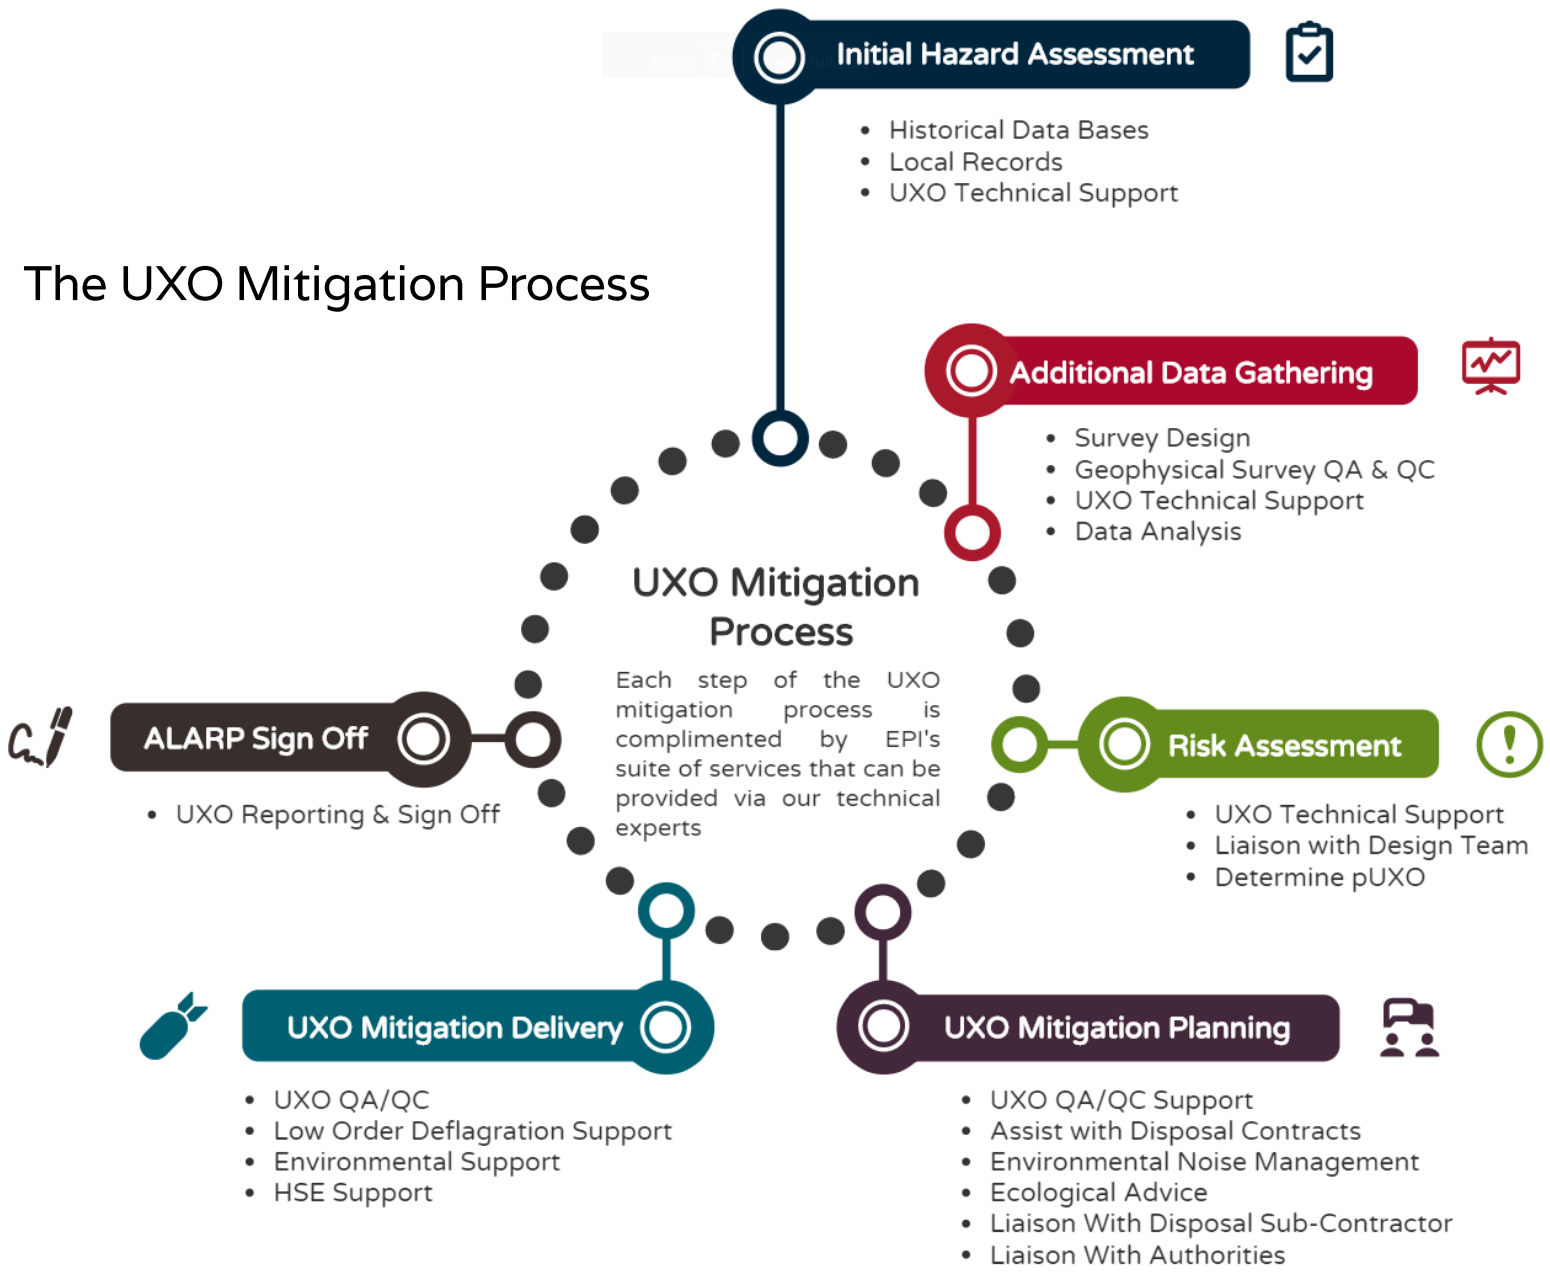 Initial Hazard Assessment
• Historical Data Bases
• Local Records
• UXO Technical Support
The UXO Mitigation Process
Additional Data Gathering
• Survey Design
• Geophysical Survey QA & QC
• UXO Technical Support
• Data Analysis
UXO Mitigation
Process
Each step of the UXO
mitigation process is
complimented by EPI's
suite of services that can be
provided via our technical
experts
Risk Assessment
• UXO Technical Support
• Liaison with Design Team
• Determine pUXO
UXO Mitigation Planning
• UXO QA/QC Support
• Assist with Disposal Contracts
• Environmental Noise Management
• Ecological Advice
• Liaison With Disposal Sub-Contractor
• Liaison With Authorities
UXO Mitigation Delivery
• UXO QA/QC
• Low Order Deflagration Support
• Environmental Support
• HSE Support
ALARP Sign Off
• UXO Reporting & Sign Off